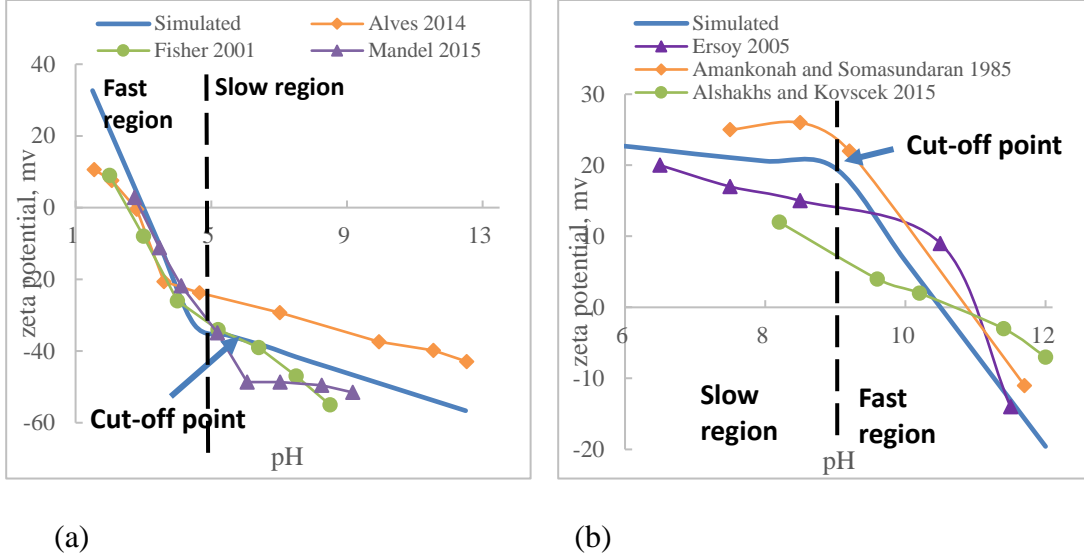 Simulated
Alves 2014
Fisher 2001
Mandel 2015
40
20
0
-20
-40
-60
zeta potential, mv
Fast
region
Slow region
1
5
9
13
Cut-off point
pH
(a)
Simulated
Ersoy 2005
Amankonah and Somasundaran 1985
Alshakhs and Kovscek 2015
30
20
10
0
-10
-20
zeta potential, mv
Cut-off point
6
8
10
12
Slow
region
Fast
region
pH
(b)